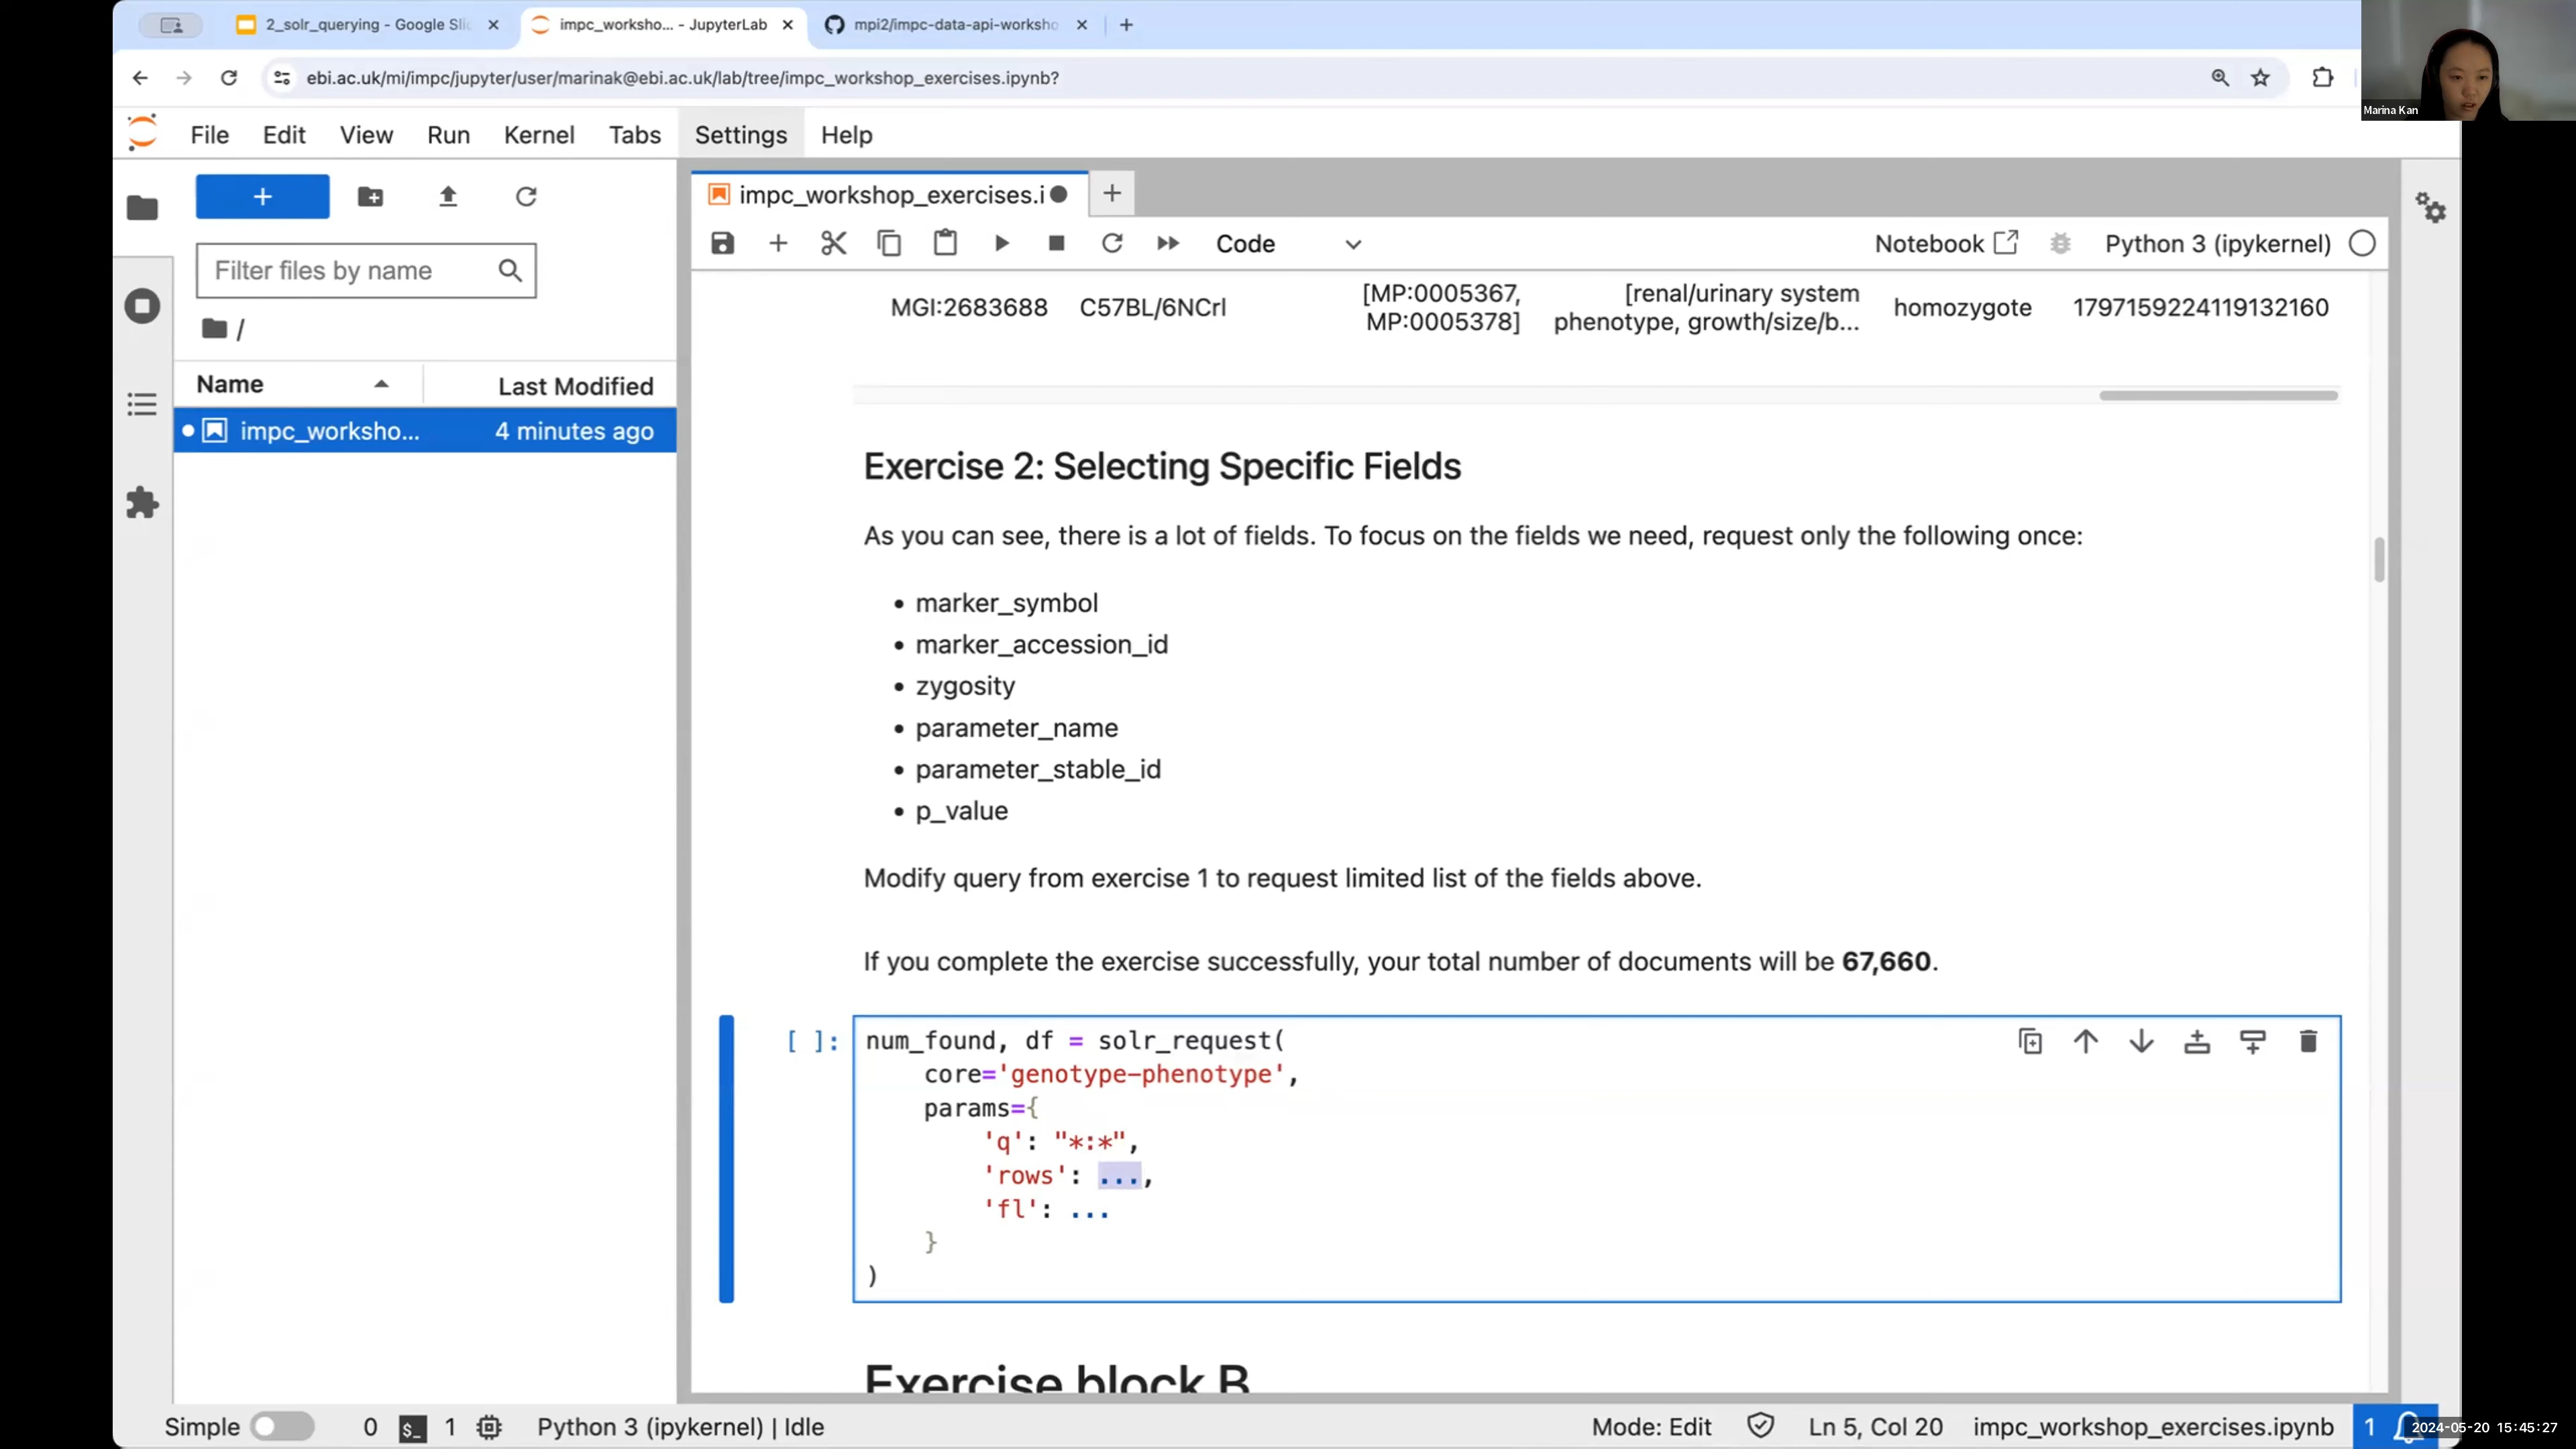 2_solr_querying - Google Slic
impc_worksho... - JupyterLab
mpi2/impc-data-api-worksho
ebi.ac.uk/mi/impc/jupyter/user/marinak@ebi.ac.uk/lab/tree/impc_workshop_exercises.ipynb?
Marina Kan
File Edit View Run Kernel Tabs Settings Help
impc_workshop_exercises.i
Filter files by name
Code
Notebook
Python 3 (ipykernel)
/
Name
Last Modified
impc_worksho...
4 minutes ago
MGI:2683688 C57BL/6NCrl [MP:0005367, [renal/urinary system homozygote 1797159224119132160
MP:0005378] phenotype, growth/size/b...
Exercise 2: Selecting Specific Fields
As you can see, there is a lot of fields. To focus on the fields we need, request only the following once:
• marker_symbol
• marker_accession_id
• zygosity
• parameter_name
• parameter_stable_id
• p_value
Modify query from exercise 1 to request limited list of the fields above.
If you complete the exercise successfully, your total number of documents will be 67,660.
[ ]:
num_found, df = solr_request(
core='genotype-phenotype',
params={
'q': "*:*",
'rows': ...,
'fl': ...
}
)
Exercise block B
Simple 0 $_ 1 Python 3 (ipykernel) | Idle
Mode: Edit Ln 5, Col 20 impc_workshop_exercises.ipynb 1
2024-05-20 15:45:27